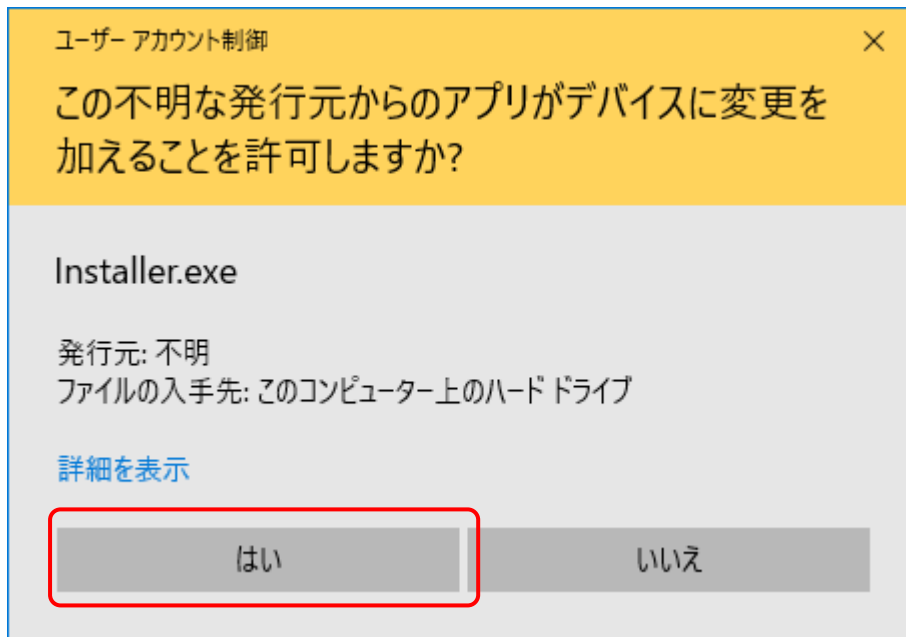 ユーザー アカウント制御
この不明な発行元からのアプリがデバイスに変更を
加えることを許可しますか?
Installer.exe
発行元: 不明
ファイルの入手先: このコンピューター上のハード ドライブ
詳細を表示
はい いいえ